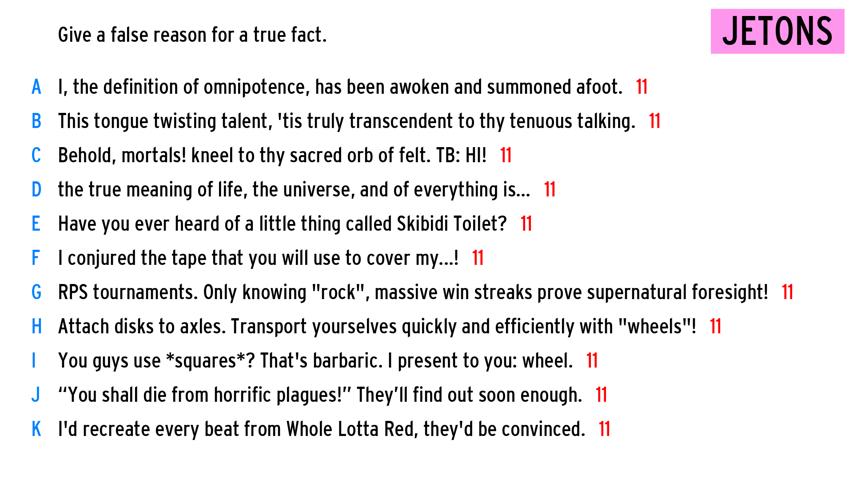 Give a false reason for a true fact.
JETONS
A I, the definition of omnipotence, has been awoken and summoned afoot. 11
B This tongue twisting talent, 'tis truly transcendent to thy tenuous talking. 11
C Behold, mortals! kneel to thy sacred orb of felt. TB: HI! 11
D the true meaning of life, the universe, and of everything is... 11
E Have you ever heard of a little thing called Skibidi Toilet? 11
F I conjured the tape that you will use to cover my...! 11
G RPS tournaments. Only knowing "rock", massive win streaks prove supernatural foresight! 11
H Attach disks to axles. Transport yourselves quickly and efficiently with "wheels"! 11
I You guys use *squares*? That's barbaric. I present to you: wheel. 11
J “You shall die from horrific plagues!” They’ll find out soon enough. 11
K I'd recreate every beat from Whole Lotta Red, they'd be convinced. 11